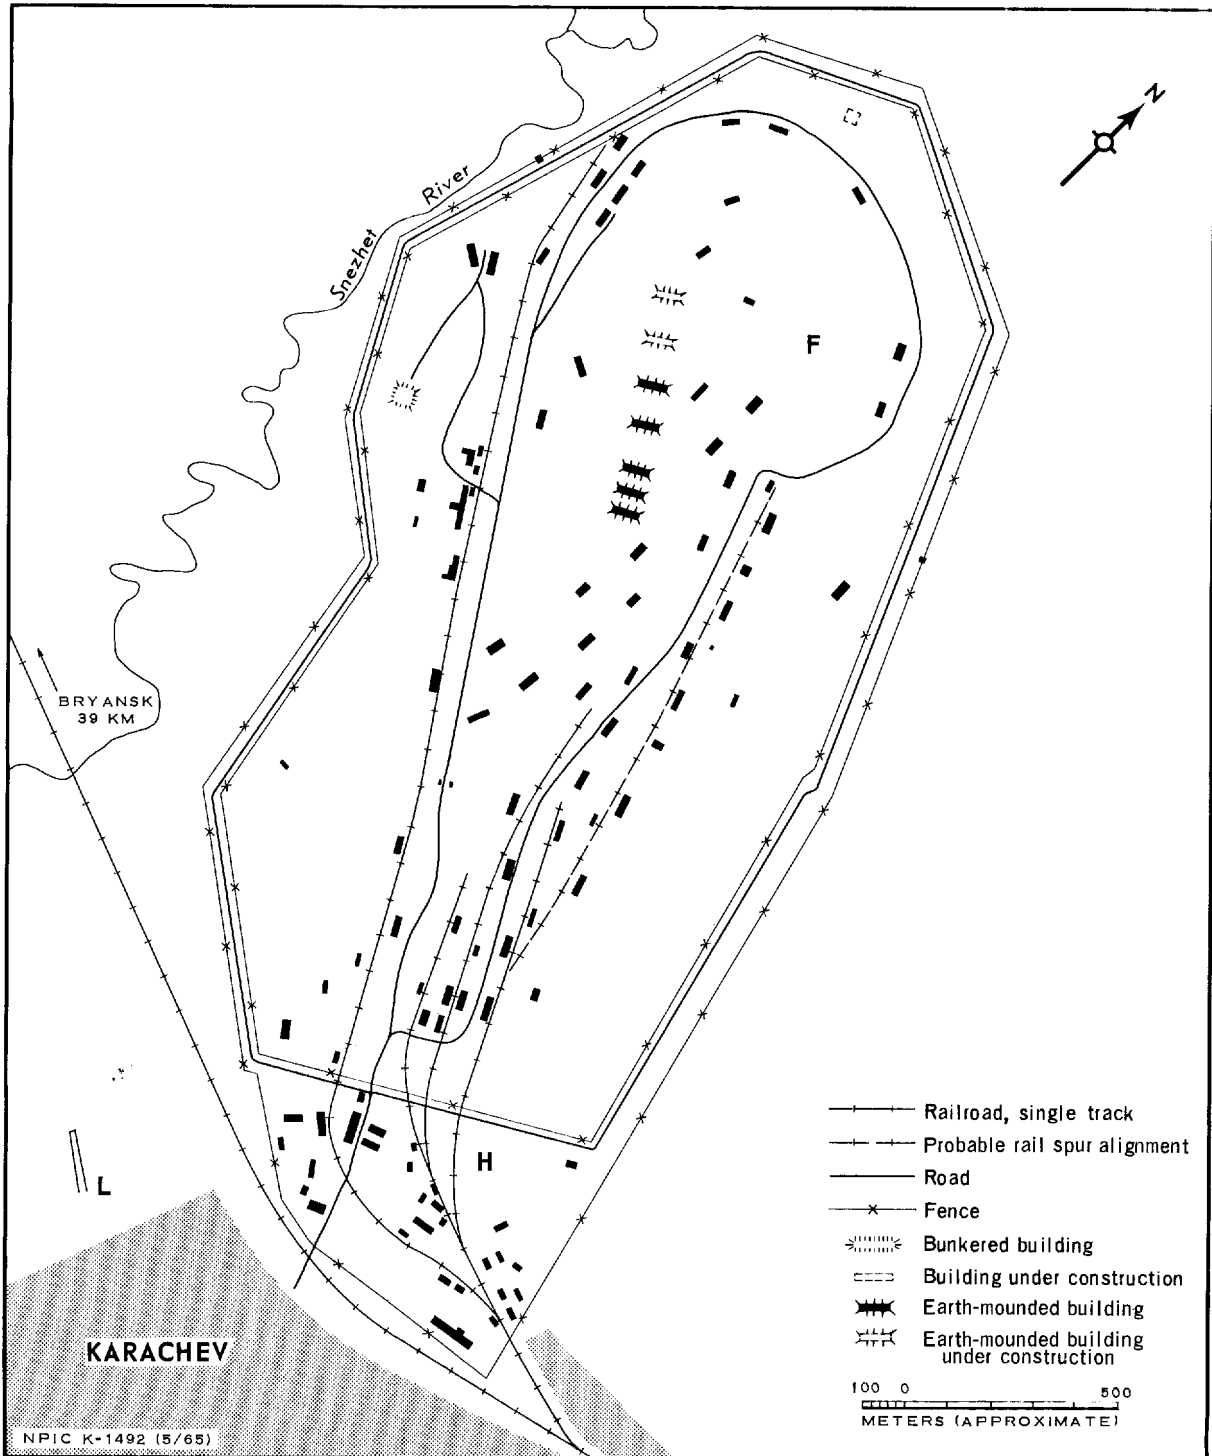 N
Snezhet River
F
BRYANSK
39 KM
H
L
KARACHEV
Railroad, single track
Probable rail spur alignment
Road
Fence
Bunkered building
Building under construction
Earth-mounded building
Earth-mounded building
under construction
100 0 500
METERS (APPROXIMATE)
NPIC K-1492 (5/65)